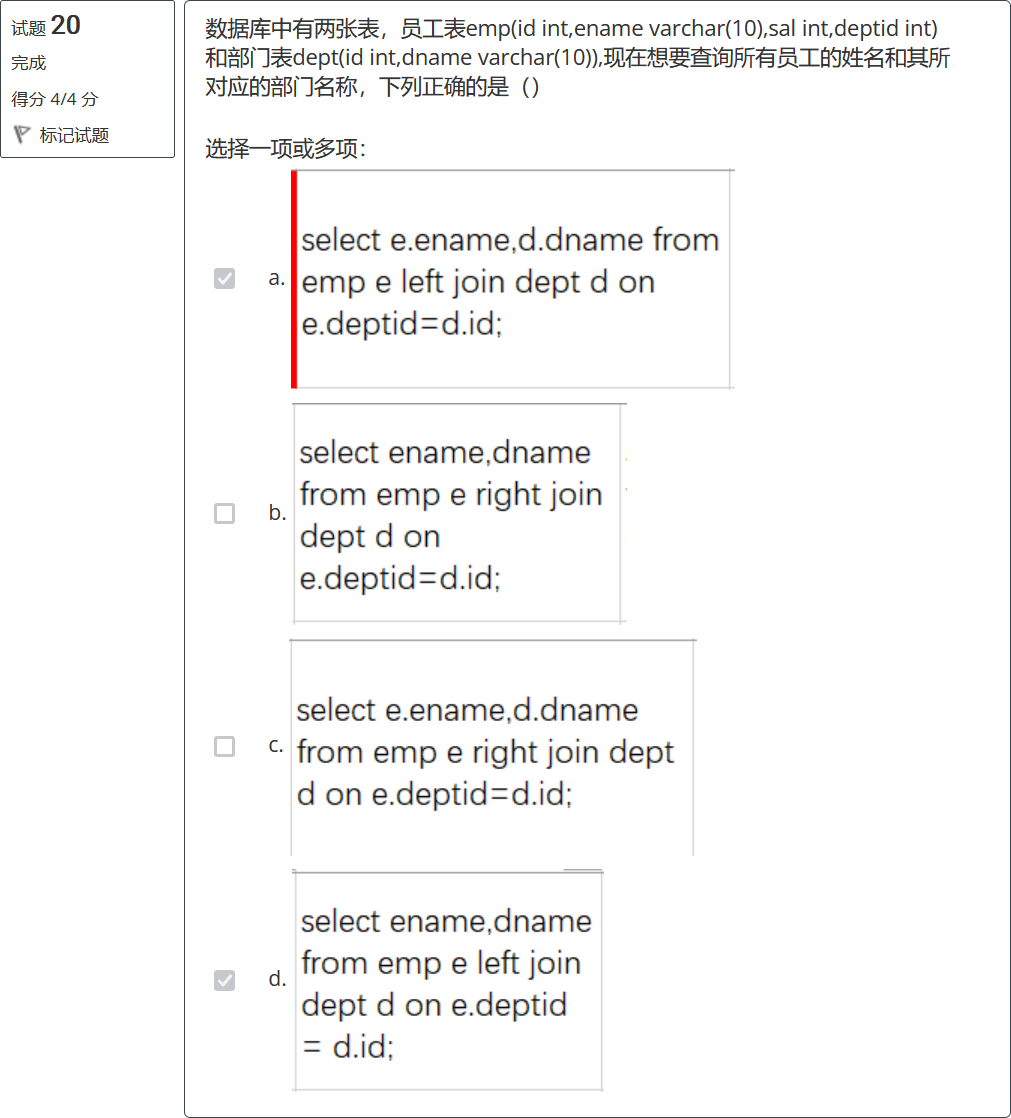 试题 20
完成
得分 4/4 分
标记试题
数据库中有两张表，员工表emp(id int,ename varchar(10),sal int,deptid int)
和部门表dept(id int,dname varchar(10)),现在想要查询所有员工的姓名和其所
对应的部门名称，下列正确的是（）
选择一项或多项：
a.
select e.ename,d.dname from
emp e left join dept d on
e.deptid=d.id;
b.
select ename,dname
from emp e right join
dept d on
e.deptid=d.id;
c.
select e.ename,d.dname
from emp e right join dept
d on e.deptid=d.id;
d.
select ename,dname
from emp e left join
dept d on e.deptid
= d.id;